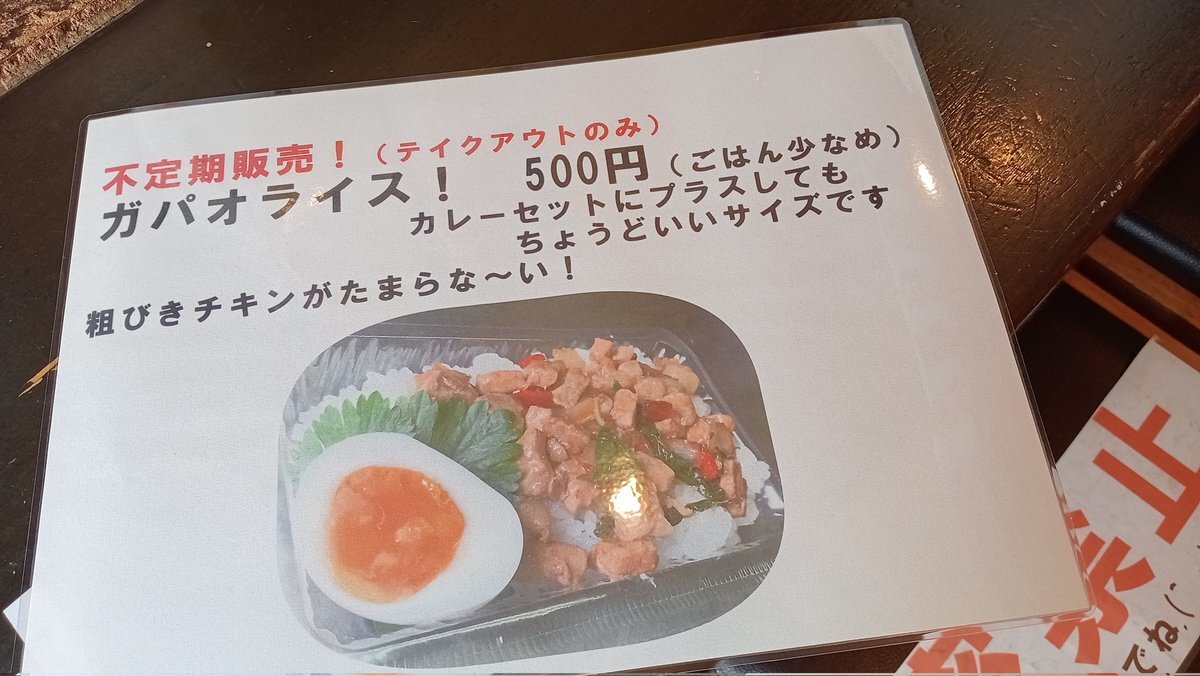 不定期販売！（テイクアウトのみ）
ガパオライス！ 500円（ごはん少なめ）
カレーセットにプラスしても
ちょうどいいサイズです
粗びきチキンがたまらな〜い！
禁止